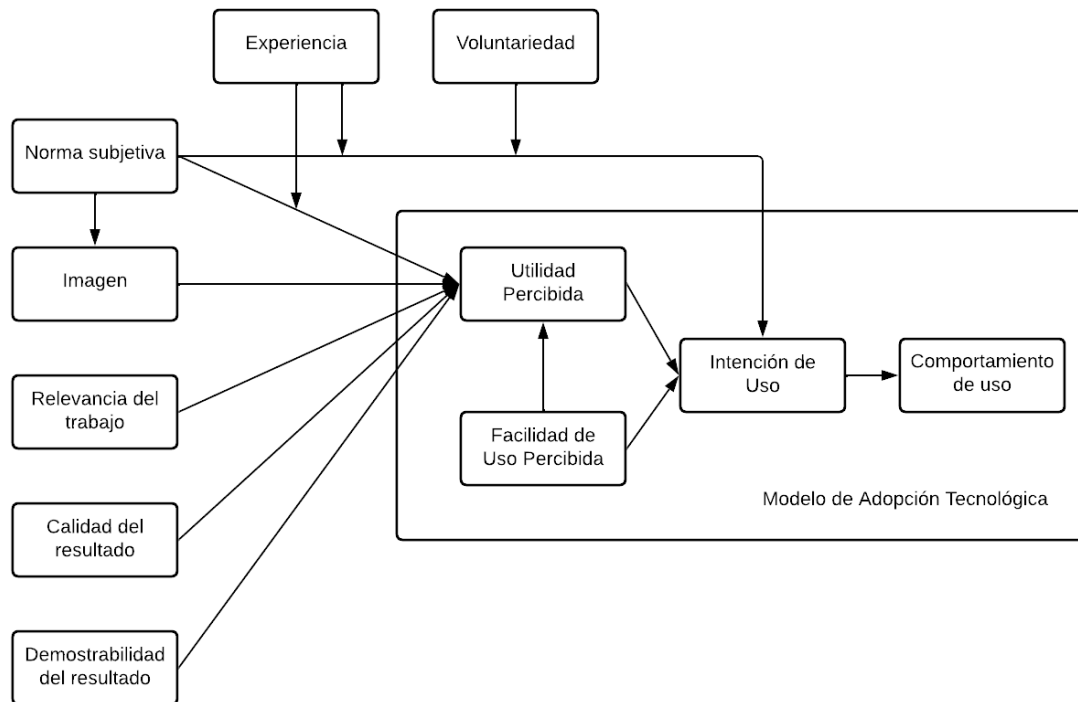 Experiencia
Voluntariedad
Norma subjetiva
Imagen
Utilidad
Percibida
Intención de
Uso
Comportamiento
de uso
Relevancia del
trabajo
Facilidad de
Uso Percibida
Modelo de Adopción Tecnológica
Calidad del
resultado
Demostrabilidad
del resultado